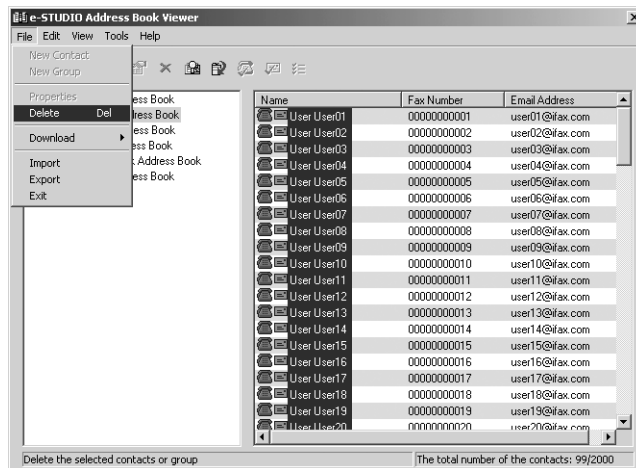 e-STUDIO Address Book Viewer
File Edit View Tools Help
New Contact
New Group
Properties
Delete Del
Download
Import
Export
Exit
ess Book
ress Book
ess Book
ss Book
k Address Book
ess Book
Name Fax Number Email Address
User User01 00000000001 user01@ifax.com
User User02 00000000002 user02@ifax.com
User User03 00000000003 user03@ifax.com
User User04 00000000004 user04@ifax.com
User User05 00000000005 user05@ifax.com
User User06 00000000006 user06@ifax.com
User User07 00000000007 user07@ifax.com
User User08 00000000008 user08@ifax.com
User User09 00000000009 user09@ifax.com
User User10 00000000010 user10@ifax.com
User User11 00000000011 user11@ifax.com
User User12 00000000012 user12@ifax.com
User User13 00000000013 user13@ifax.com
User User14 00000000014 user14@ifax.com
User User15 00000000015 user15@ifax.com
User User16 00000000016 user16@ifax.com
User User17 00000000017 user17@ifax.com
User User18 00000000018 user18@ifax.com
User User19 00000000019 user19@ifax.com
User User20 00000000020 user20@ifax.com
Delete the selected contacts or group
The total number of the contacts: 99/2000